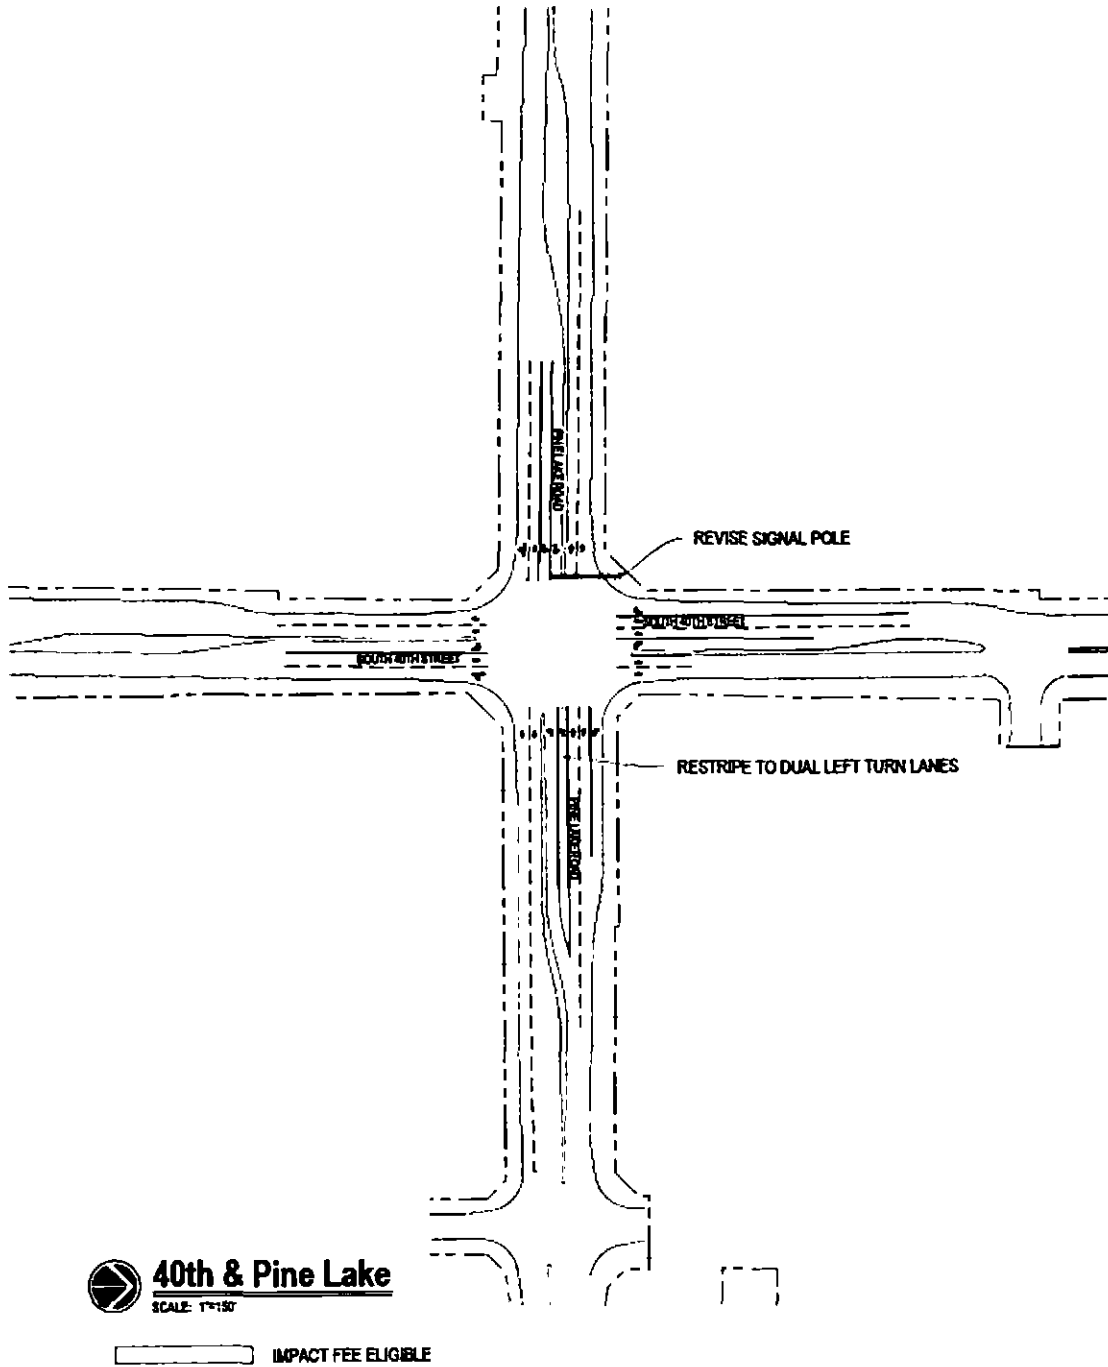 PINE LAKE ROAD
REVISE SIGNAL POLE
SOUTH 40TH STREET
SOUTH 40TH STREET
RESTRIPE TO DUAL LEFT TURN LANES
PINE LAKE ROAD
40th & Pine Lake
SCALE: 1"=150'
IMPACT FEE ELIGIBLE